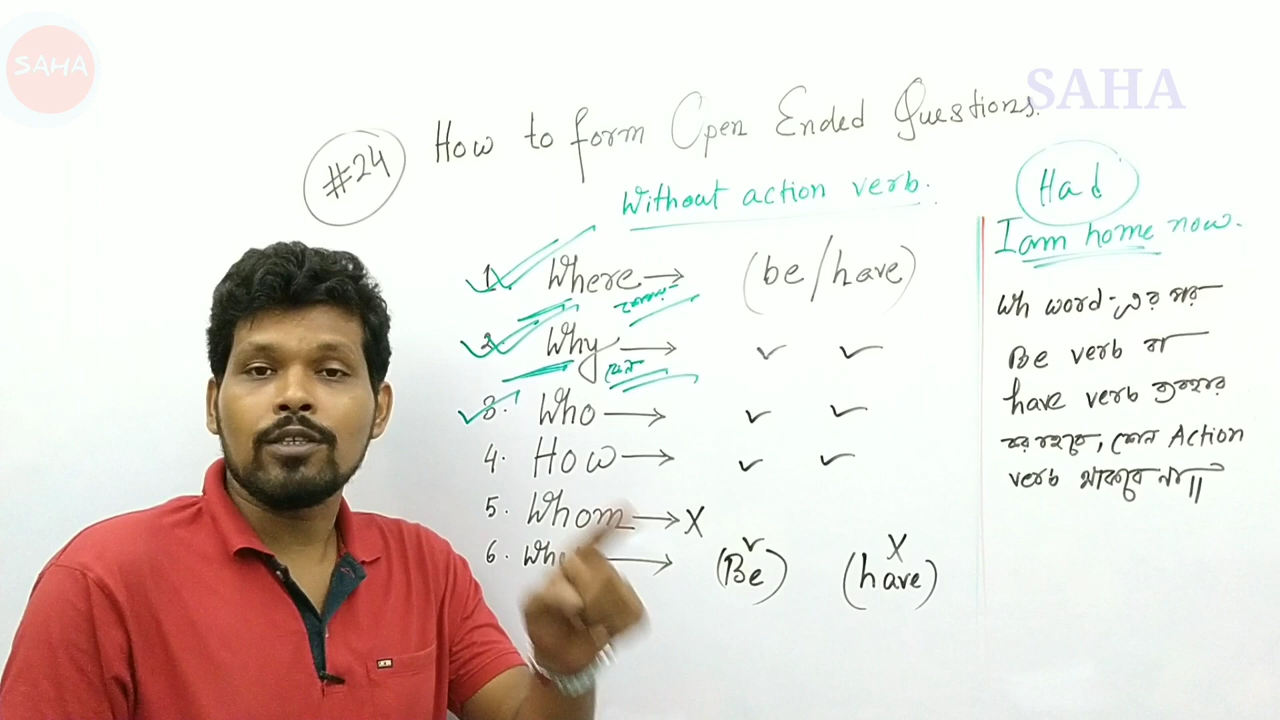 SAHA
SAHA
#24
How to form Open Ended Questions.
Without action verb.
Had
I am home now.
1. Where → (be/have)
2. Why → ✓ ✓
কেন
3. Who → ✓ ✓
4. How → ✓ ✓
5. Whom → X
6. Whe → (Be) ✓ (have) X
Wh word-এর পর
Be verb বা
have verb ব্যবহার
করা হবে, কোন Action
verb থাকবে না॥